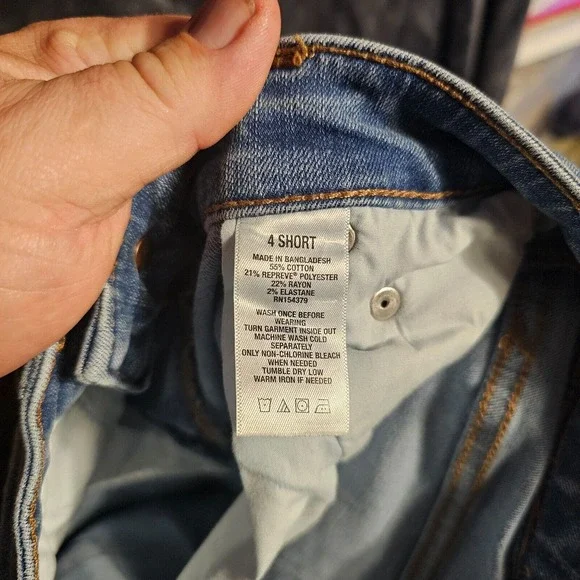 4 SHORT
MADE IN BANGLADESH
55% COTTON
21% REPREVE® POLYESTER
22% RAYON
2% ELASTANE
RN154379
WASH ONCE BEFORE
WEARING
TURN GARMENT INSIDE OUT
MACHINE WASH COLD
SEPARATELY
ONLY NON-CHLORINE BLEACH
WHEN NEEDED
TUMBLE DRY LOW
WARM IRON IF NEEDED